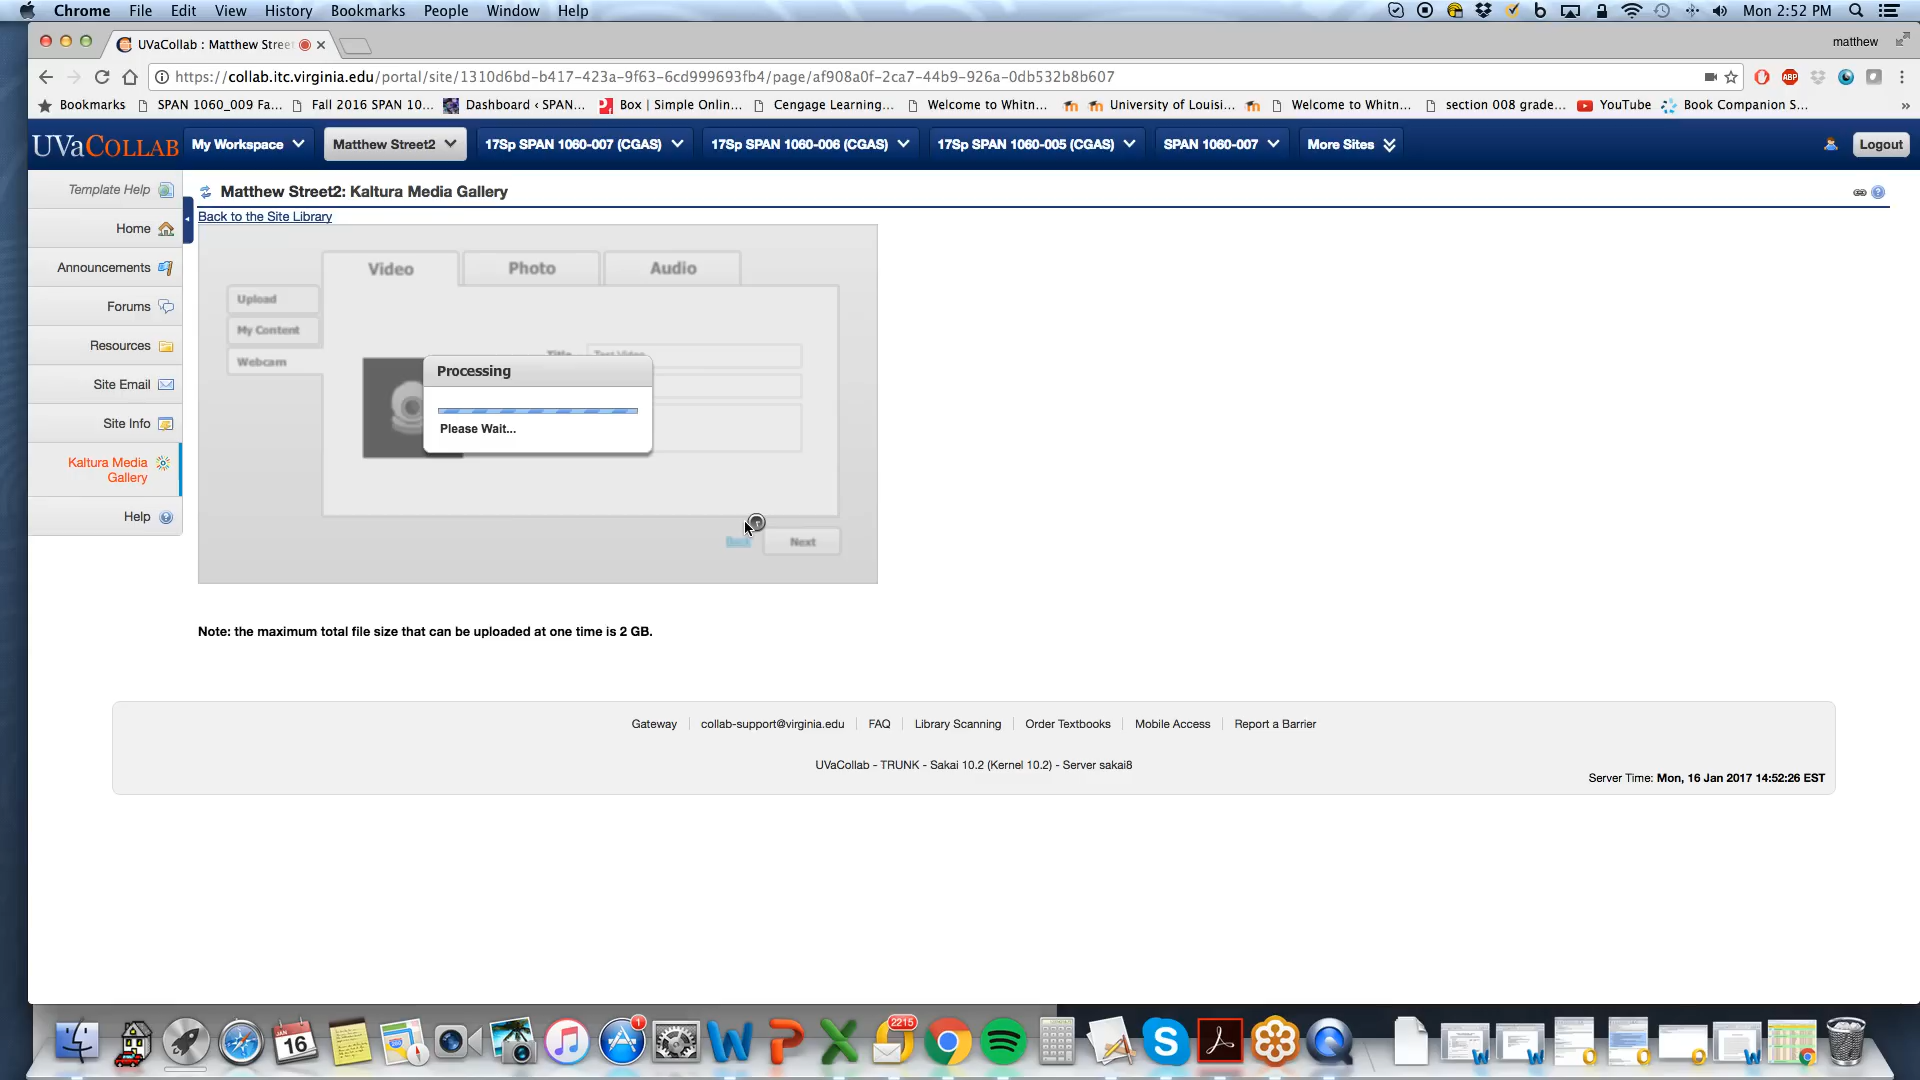 Chrome File Edit View History Bookmarks People Window Help Mon 2:52 PM
UVaCollab : Matthew Stree matthew
https://collab.itc.virginia.edu/portal/site/1310d6bd-b417-423a-9f63-6cd999693fb4/page/af908a0f-2ca7-44b9-926a-0db532b8b607
Bookmarks SPAN 1060_009 Fa... Fall 2016 SPAN 10... Dashboard ‹ SPAN... Box | Simple Onlin... Cengage Learning... Welcome to Whitn... University of Louisi... Welcome to Whitn... section 008 grade... YouTube Book Companion S... »
UVACOLLAB My Workspace Matthew Street2 17Sp SPAN 1060-007 (CGAS) 17Sp SPAN 1060-006 (CGAS) 17Sp SPAN 1060-005 (CGAS) SPAN 1060-007 More Sites Logout
Template Help
Home
Announcements
Forums
Resources
Site Email
Site Info
Kaltura Media
Gallery
Help
Matthew Street2: Kaltura Media Gallery
Back to the Site Library
Video Photo Audio
Upload
My Content
Webcam
Title Test Video
Processing
Please Wait...
Back Next
Note: the maximum total file size that can be uploaded at one time is 2 GB.
Gateway collab-support@virginia.edu FAQ Library Scanning Order Textbooks Mobile Access Report a Barrier
UVaCollab - TRUNK - Sakai 10.2 (Kernel 10.2) - Server sakai8
Server Time: Mon, 16 Jan 2017 14:52:26 EST
JAN
16
1
2215